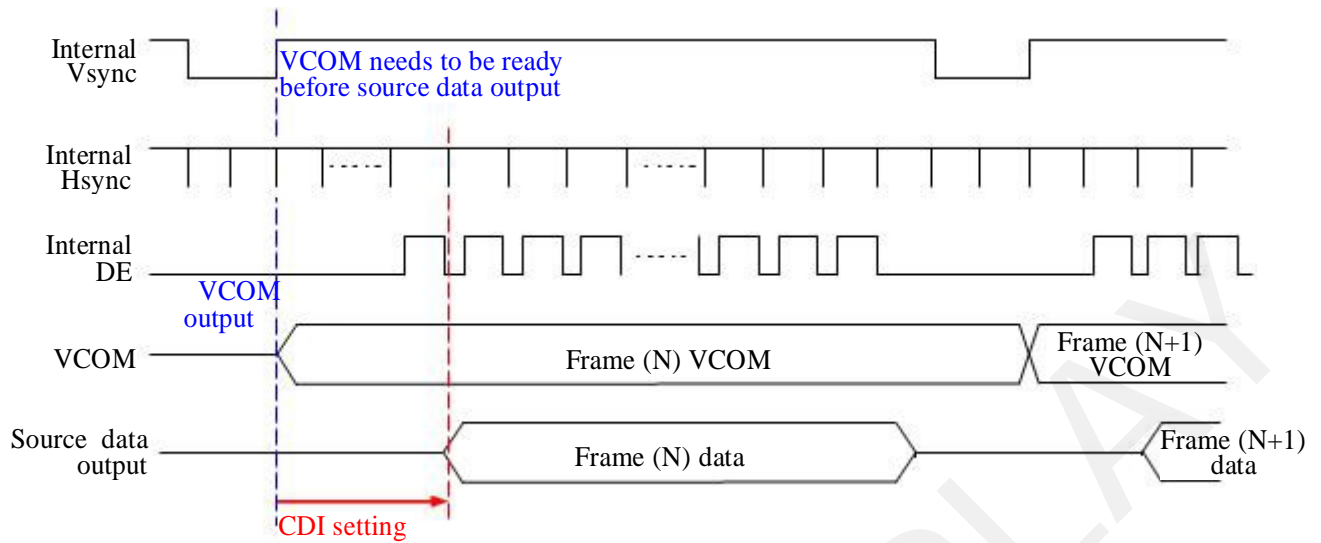 Internal
Vsync
VCOM needs to be ready
before source data output
Internal
Hsync
Internal
DE
VCOM
output
VCOM
Frame (N) VCOM
Frame (N+1)
VCOM
Source data
output
Frame (N) data
Frame (N+1)
data
CDI setting
PLAY